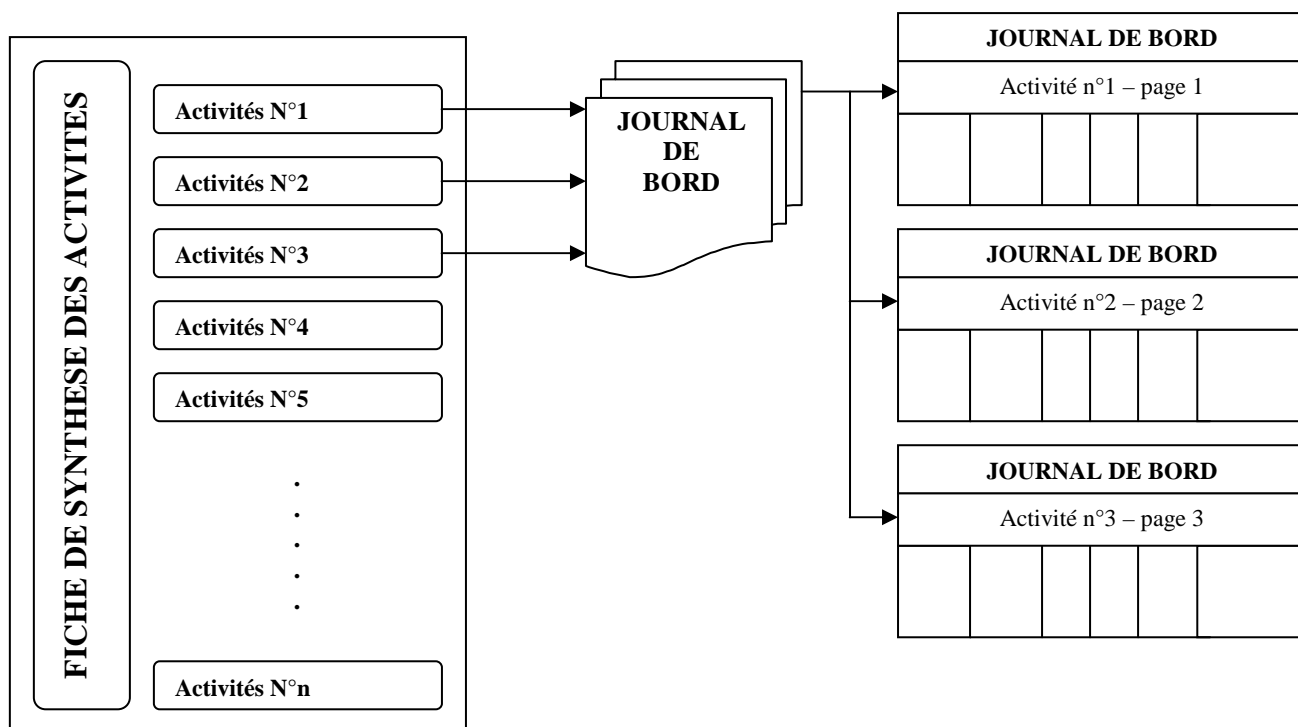 FICHE DE SYNTHESE DES ACTIVITES
Activités N°1
Activités N°2
Activités N°3
Activités N°4
Activités N°5
.
.
.
.
.
Activités N°n
JOURNAL
DE
BORD
JOURNAL DE BORD
Activité n°1 – page 1
JOURNAL DE BORD
Activité n°2 – page 2
JOURNAL DE BORD
Activité n°3 – page 3